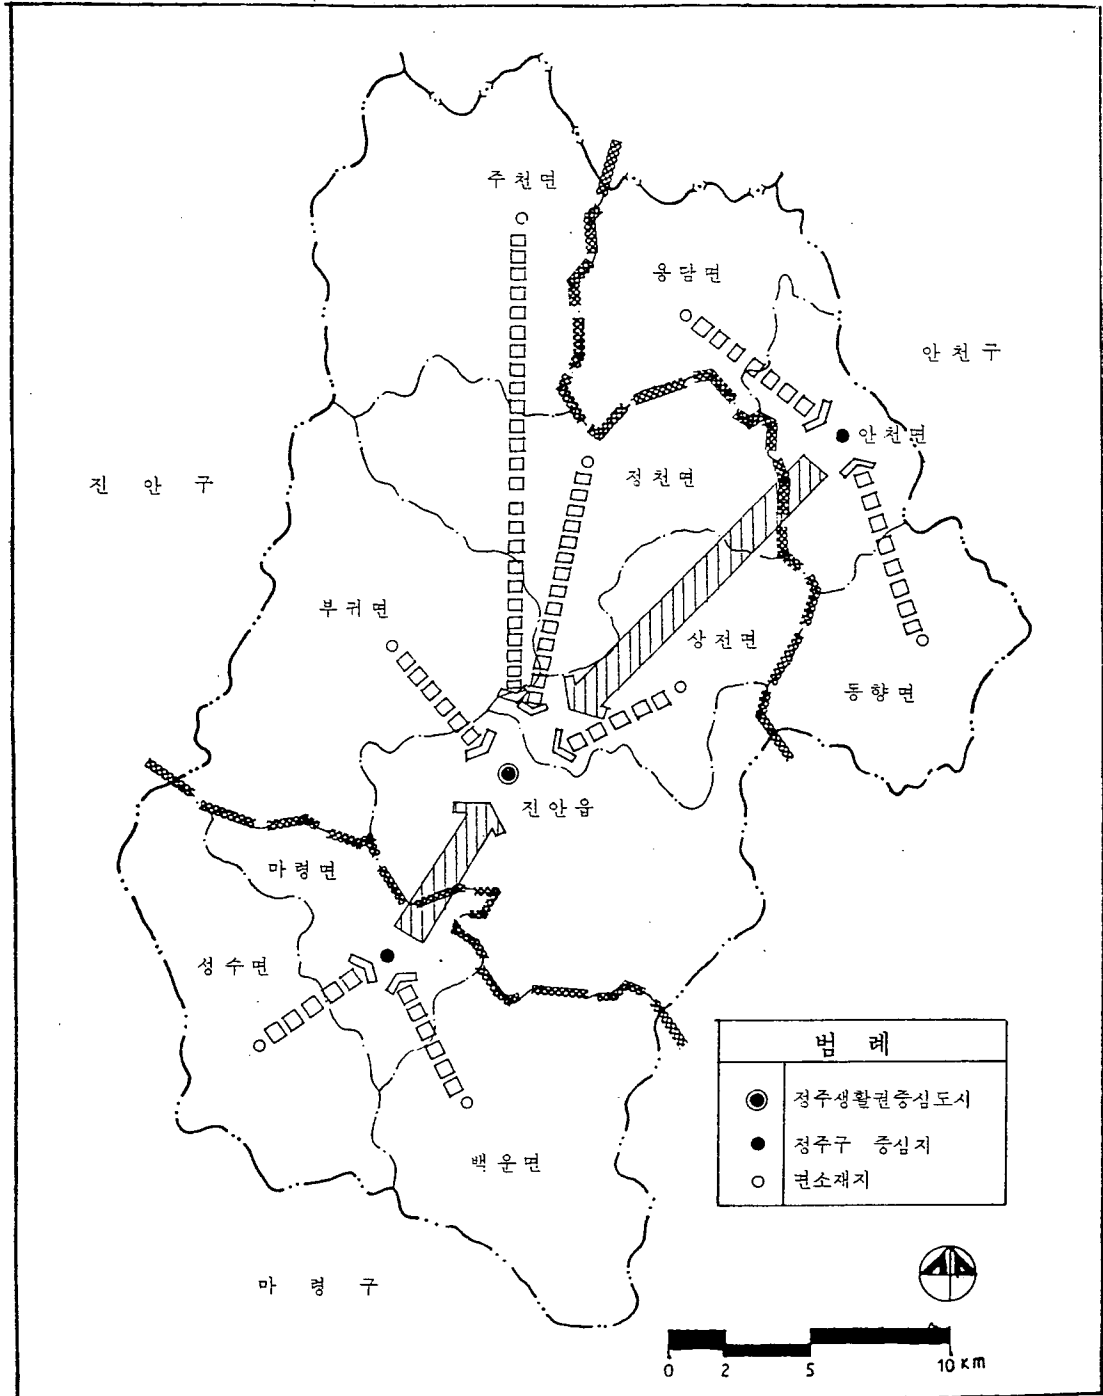 주천면
용담면
안천구
안천면
정천면
진안구
부귀면
상전면
동향면
진안읍
마령면
성수면
백운면
마령구
범례
정주생활권중심도시
정주구 중심지
면소재지
0 2 5 10 km